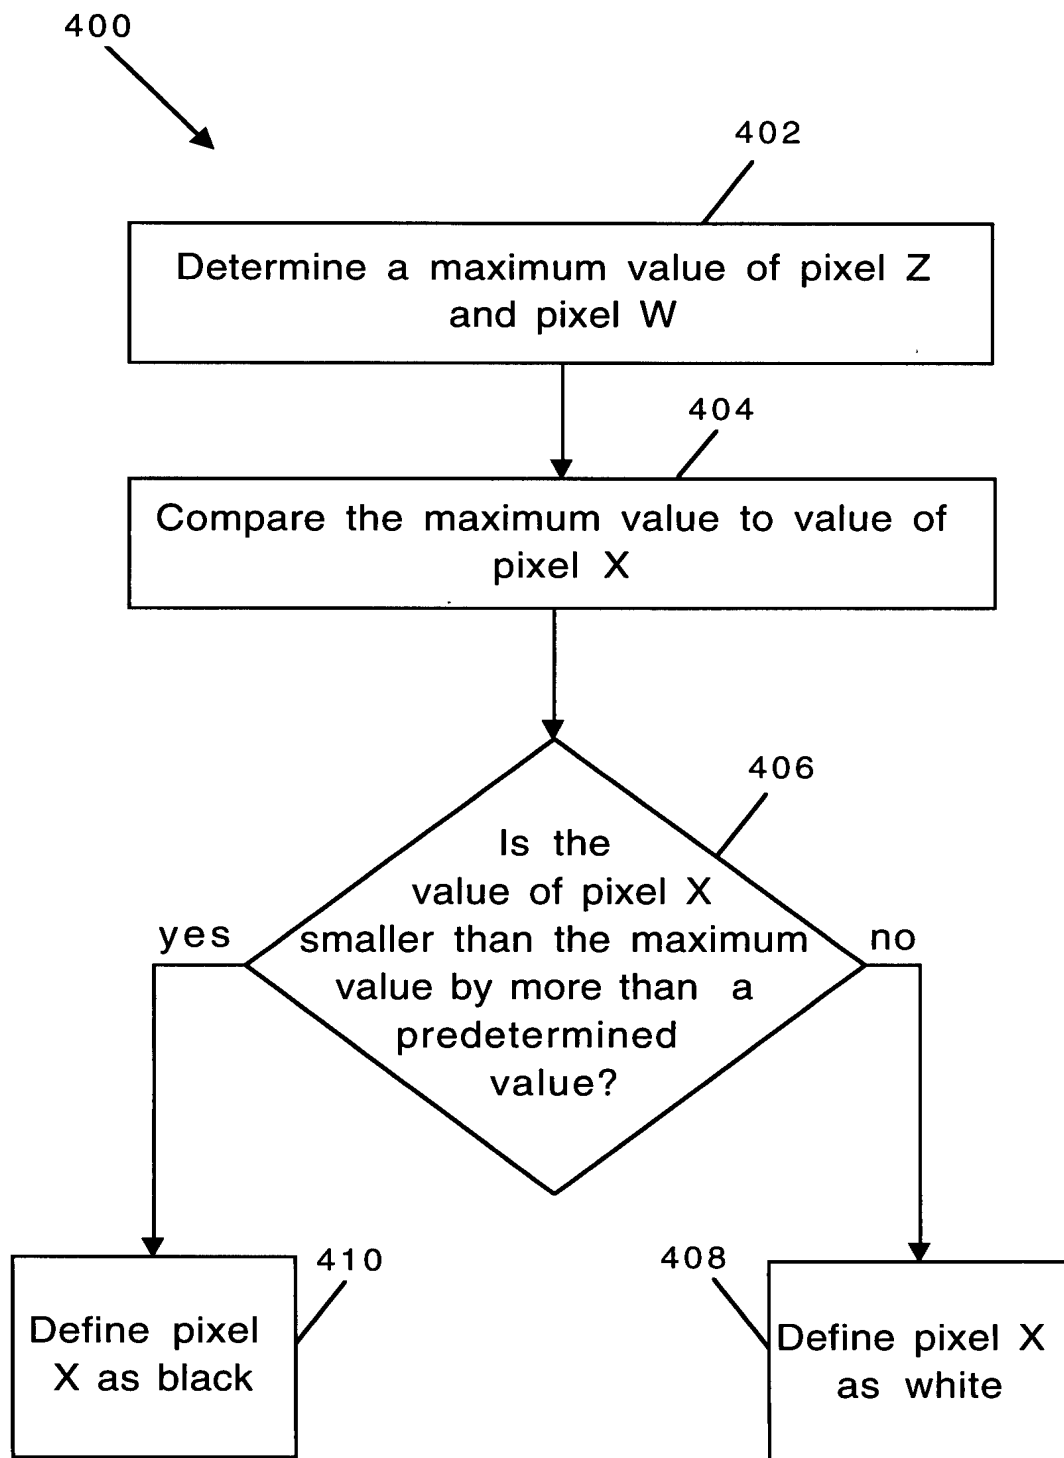 400
402
Determine a maximum value of pixel Z
and pixel W
404
Compare the maximum value to value of
pixel X
406
Is the
value of pixel X
smaller than the maximum
value by more than a
predetermined
value?
yes
no
410
Define pixel
X as black
408
Define pixel X
as white